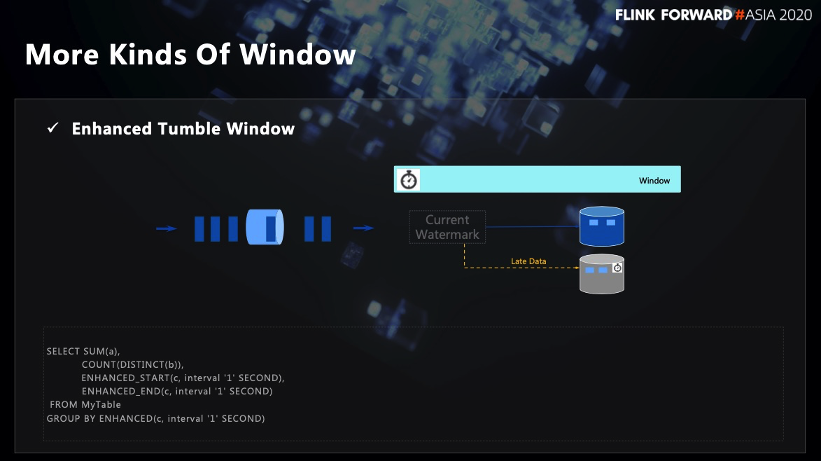 FLINK FORWARD #ASIA 2020
More Kinds Of Window
✓ Enhanced Tumble Window
Window
Current
Watermark
Late Data
SELECT SUM(a),
COUNT(DISTINCT(b)),
ENHANCED_START(c, interval '1' SECOND),
ENHANCED_END(c, interval '1' SECOND)
FROM MyTable
GROUP BY ENHANCED(c, interval '1' SECOND)